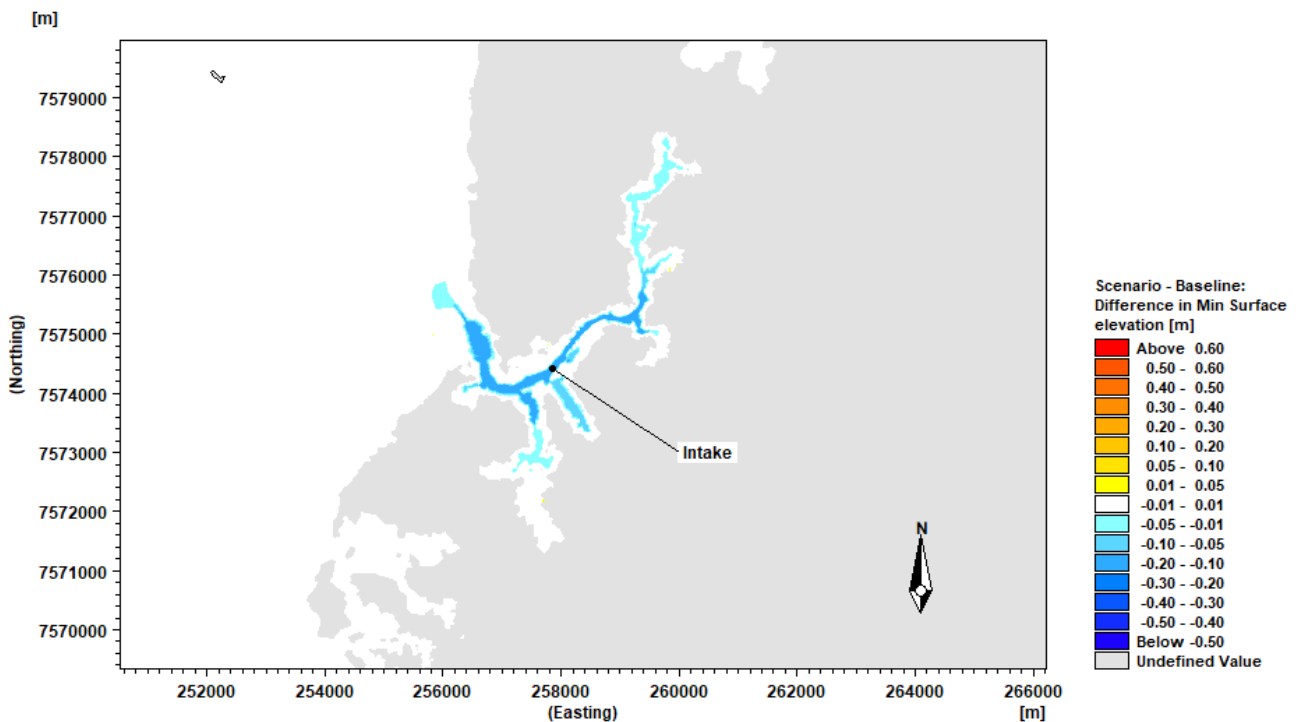 [m]
7579000
7578000
7577000
7576000
7575000
7574000
7573000
7572000
7571000
7570000
(Northing)
Intake
N
252000 254000 256000 258000 260000 262000 264000 266000
(Easting)
[m]
Scenario - Baseline:
Difference in Min Surface
elevation [m]
Above 0.60
0.50 - 0.60
0.40 - 0.50
0.30 - 0.40
0.20 - 0.30
0.10 - 0.20
0.05 - 0.10
0.01 - 0.05
-0.01 - 0.01
-0.05 - -0.01
-0.10 - -0.05
-0.20 - -0.10
-0.30 - -0.20
-0.40 - -0.30
-0.50 - -0.40
Below -0.50
Undefined Value